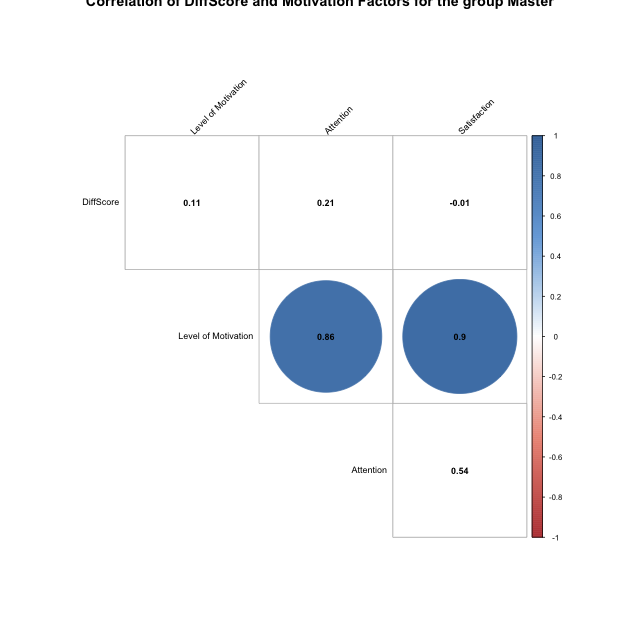 Correlation of DiffScore and Motivation Factors for the group Master
Level of Motivation
Attention
Satisfaction
DiffScore
0.11
0.21
-0.01
Level of Motivation
0.86
0.9
Attention
0.54
1
0.8
0.6
0.4
0.2
0
-0.2
-0.4
-0.6
-0.8
-1